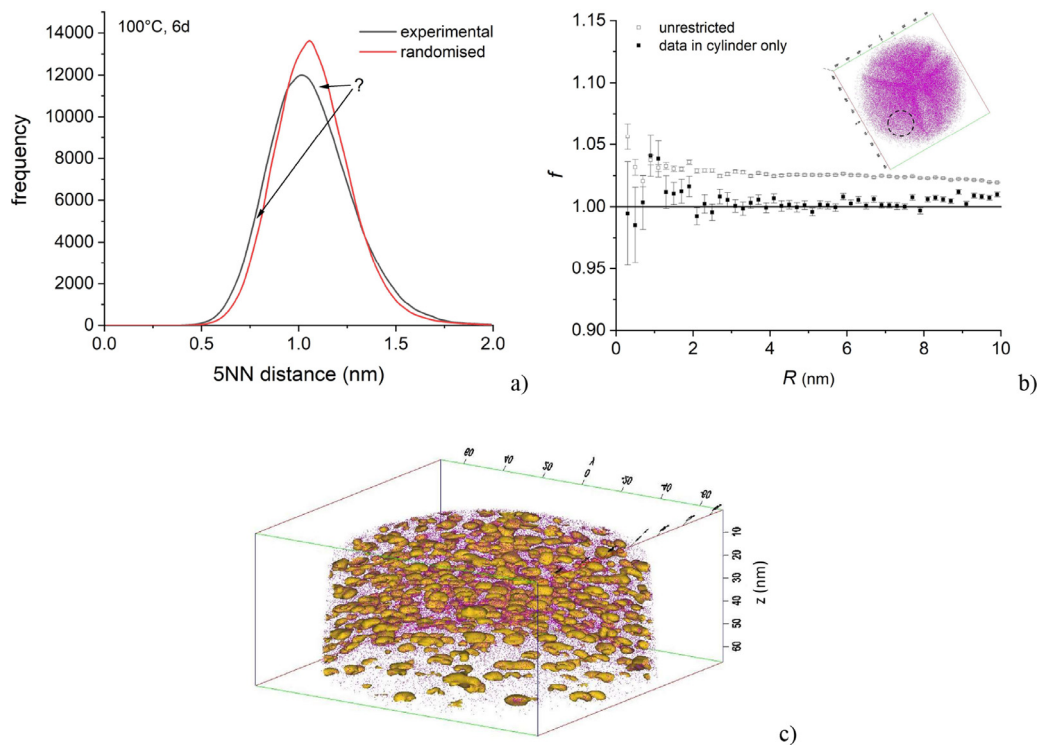 100°C, 6d
experimental
randomised
?
14000
12000
10000
8000
6000
4000
2000
0
frequency
0.0 0.5 1.0 1.5 2.0
5NN distance (nm)
a)
unrestricted
data in cylinder only
1.15
1.10
1.05
1.00
0.95
0.90
f
0 2 4 6 8 10
R (nm)
b)
0
10
20
30
40
50
60
z (nm)
c)